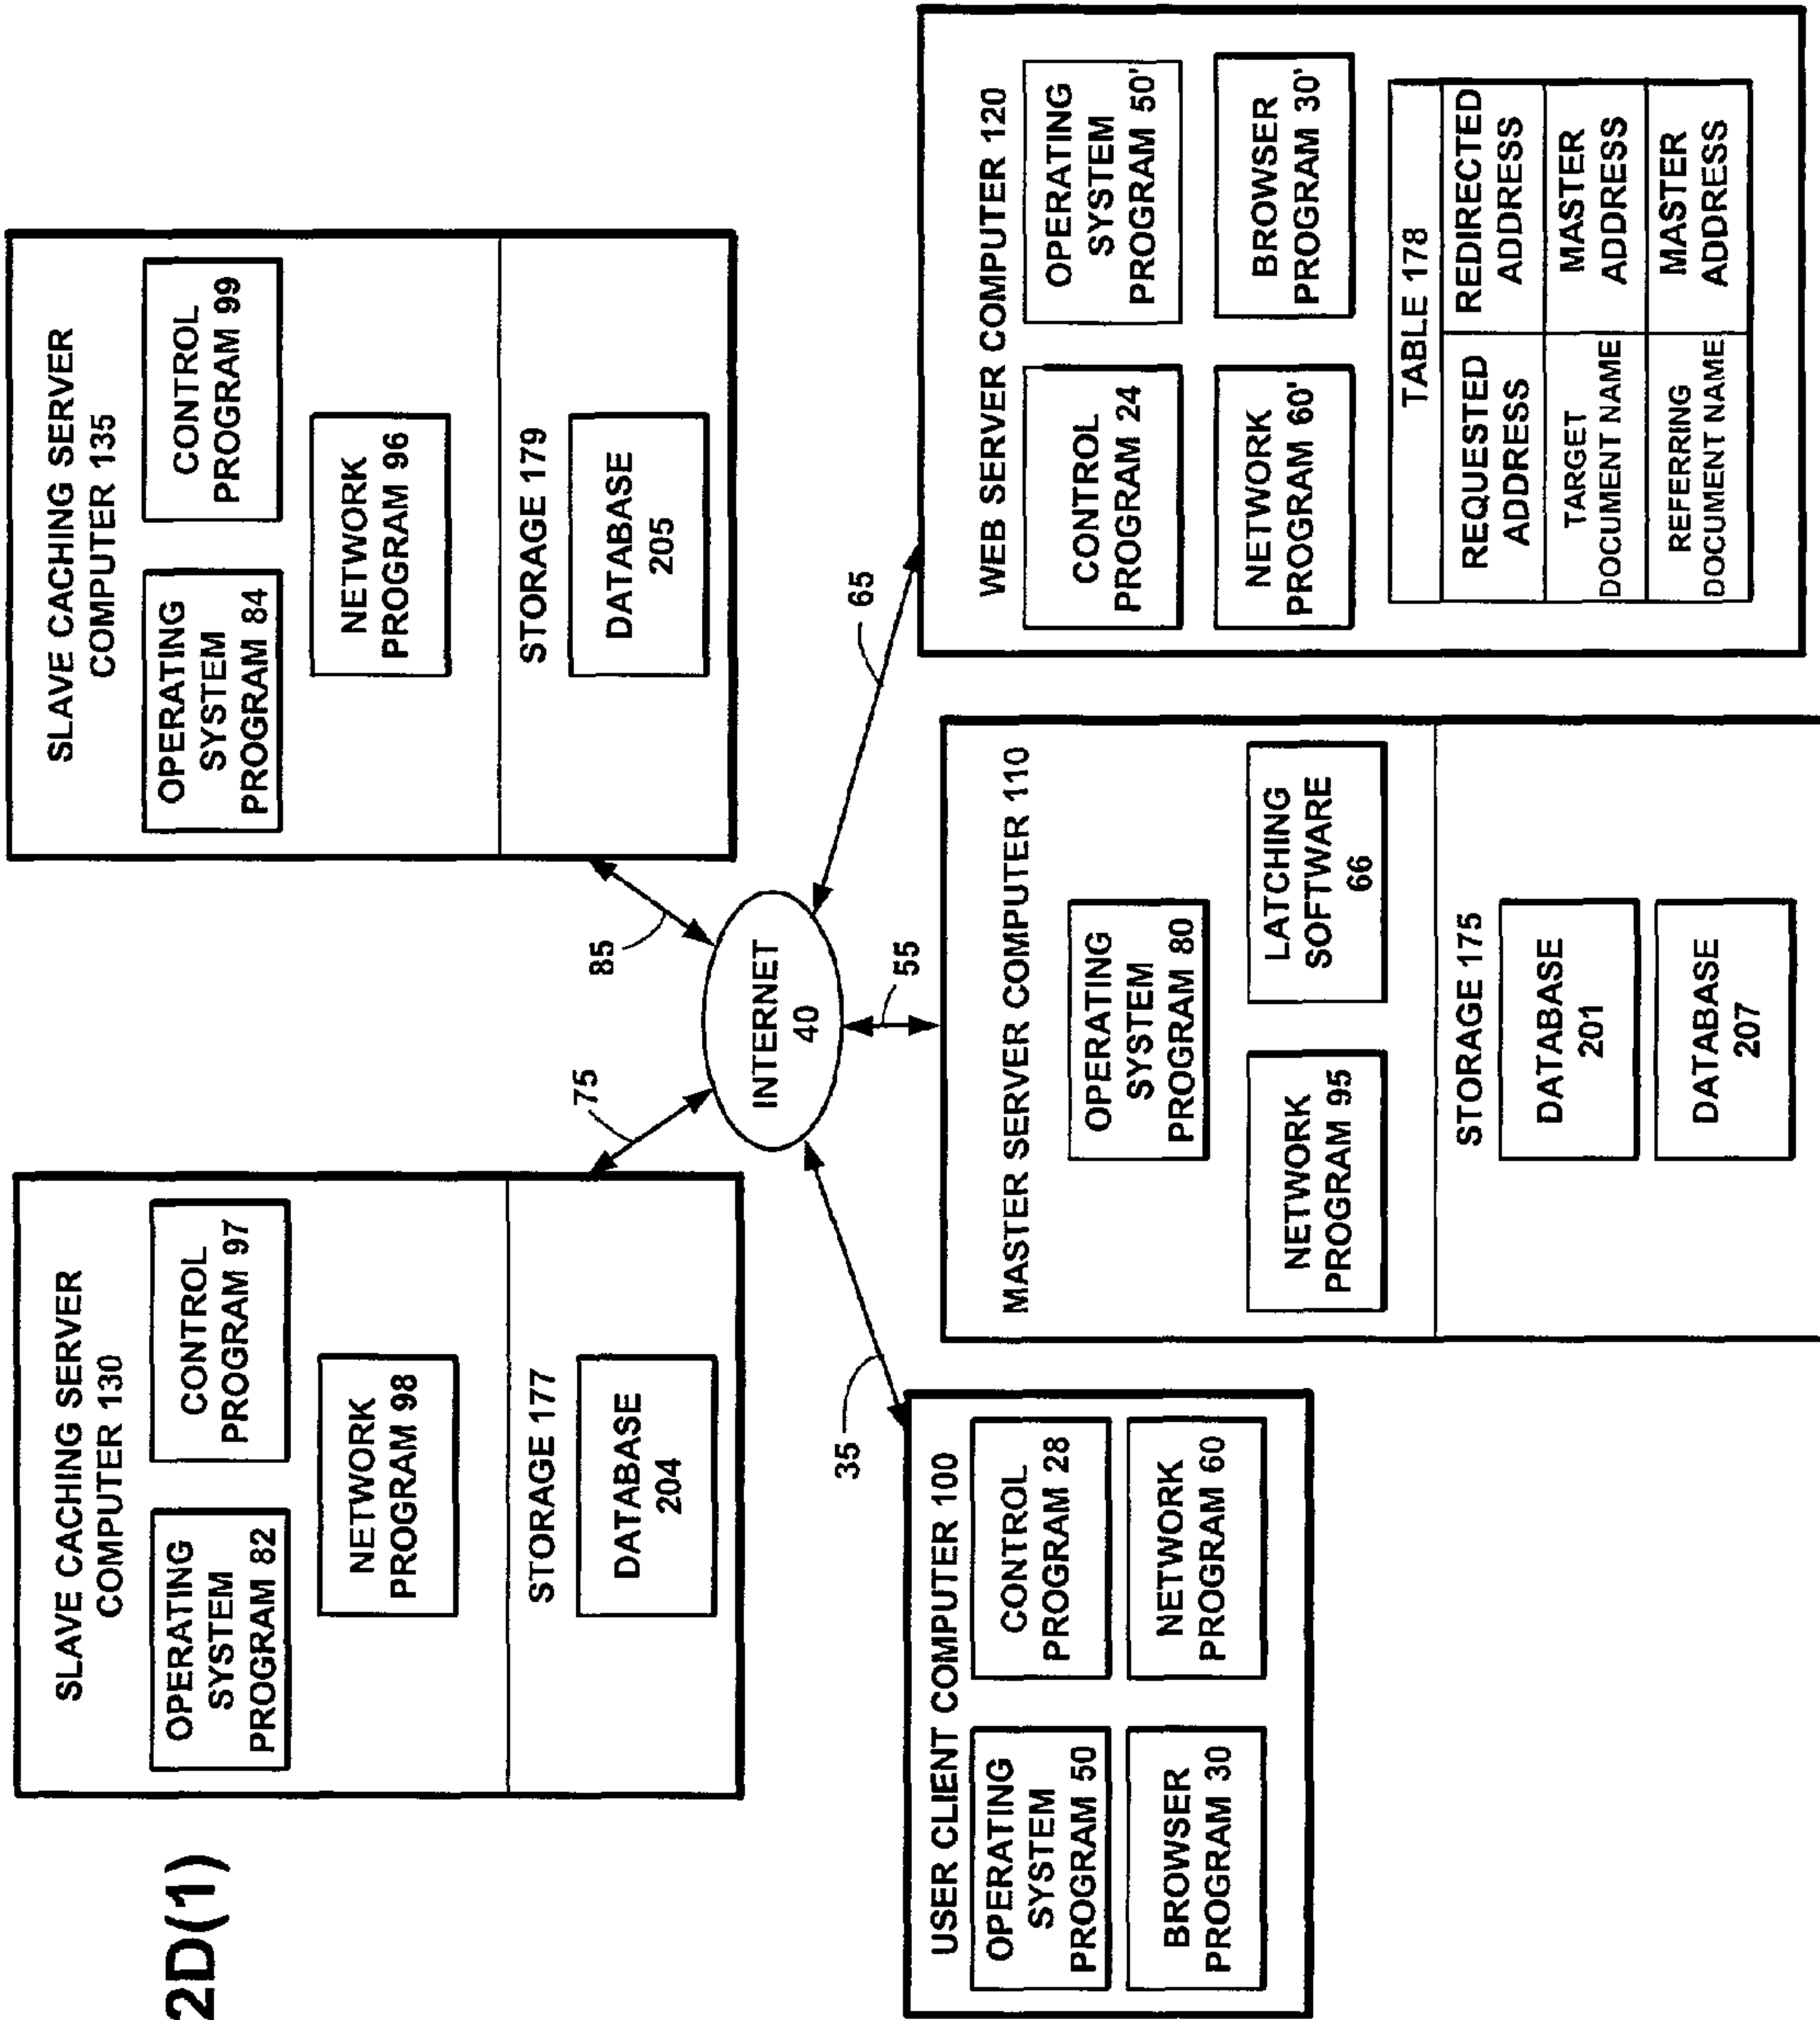 2D(1)
SLAVE CACHING SERVER
COMPUTER 130
OPERATING
SYSTEM
PROGRAM 82
CONTROL
PROGRAM 97
NETWORK
PROGRAM 98
STORAGE 177
DATABASE
204
SLAVE CACHING SERVER
COMPUTER 135
OPERATING
SYSTEM
PROGRAM 84
CONTROL
PROGRAM 99
NETWORK
PROGRAM 96
STORAGE 179
DATABASE
205
75
85
INTERNET
40
35
55
65
USER CLIENT COMPUTER 100
OPERATING
SYSTEM
PROGRAM 50
CONTROL
PROGRAM 28
BROWSER
PROGRAM 30
NETWORK
PROGRAM 60
MASTER SERVER COMPUTER 110
OPERATING
SYSTEM
PROGRAM 80
NETWORK
PROGRAM 95
LATCHING
SOFTWARE
66
STORAGE 175
DATABASE
201
DATABASE
207
WEB SERVER COMPUTER 120
CONTROL
PROGRAM 24
OPERATING
SYSTEM
PROGRAM 50'
NETWORK
PROGRAM 60'
BROWSER
PROGRAM 30'
TABLE 178
REQUESTED
ADDRESS
REDIRECTED
ADDRESS
TARGET
DOCUMENT NAME
MASTER
ADDRESS
REFERRING
DOCUMENT NAME
MASTER
ADDRESS